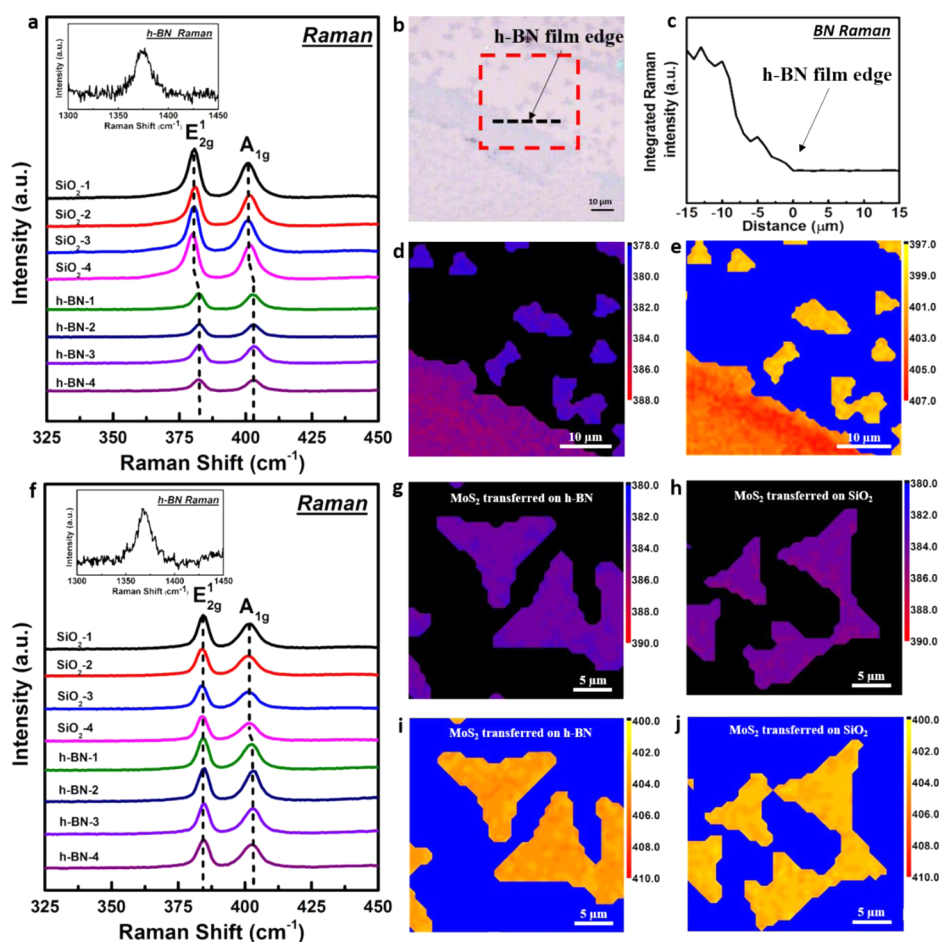 a
h-BN Raman
Raman
Intensity (a.u.)
1300 1350 1400 1450
Raman Shift (cm⁻¹)
E¹₂g
A₁g
SiO₂-1
SiO₂-2
SiO₂-3
SiO₂-4
h-BN-1
h-BN-2
h-BN-3
h-BN-4
Intensity (a.u.)
325 350 375 400 425 450
Raman Shift (cm⁻¹)
b
h-BN film edge
10 µm
c
BN Raman
h-BN film edge
Integrated Raman
intensity (a.u.)
-15 -10 -5 0 5 10 15
Distance (µm)
d
378.0
380.0
382.0
384.0
386.0
388.0
10 µm
e
397.0
399.0
401.0
403.0
405.0
407.0
10 µm
f
h-BN Raman
Raman
Intensity (a.u.)
1300 1350 1400 1450
Raman Shift (cm⁻¹)
E¹₂g
A₁g
SiO₂-1
SiO₂-2
SiO₂-3
SiO₂-4
h-BN-1
h-BN-2
h-BN-3
h-BN-4
Intensity (a.u.)
325 350 375 400 425 450
Raman Shift (cm⁻¹)
g
MoS₂ transferred on h-BN
380.0
382.0
384.0
386.0
388.0
390.0
5 µm
h
MoS₂ transferred on SiO₂
380.0
382.0
384.0
386.0
388.0
390.0
5 µm
i
MoS₂ transferred on h-BN
400.0
402.0
404.0
406.0
408.0
410.0
5 µm
j
MoS₂ transferred on SiO₂
400.0
402.0
404.0
406.0
408.0
410.0
5 µm